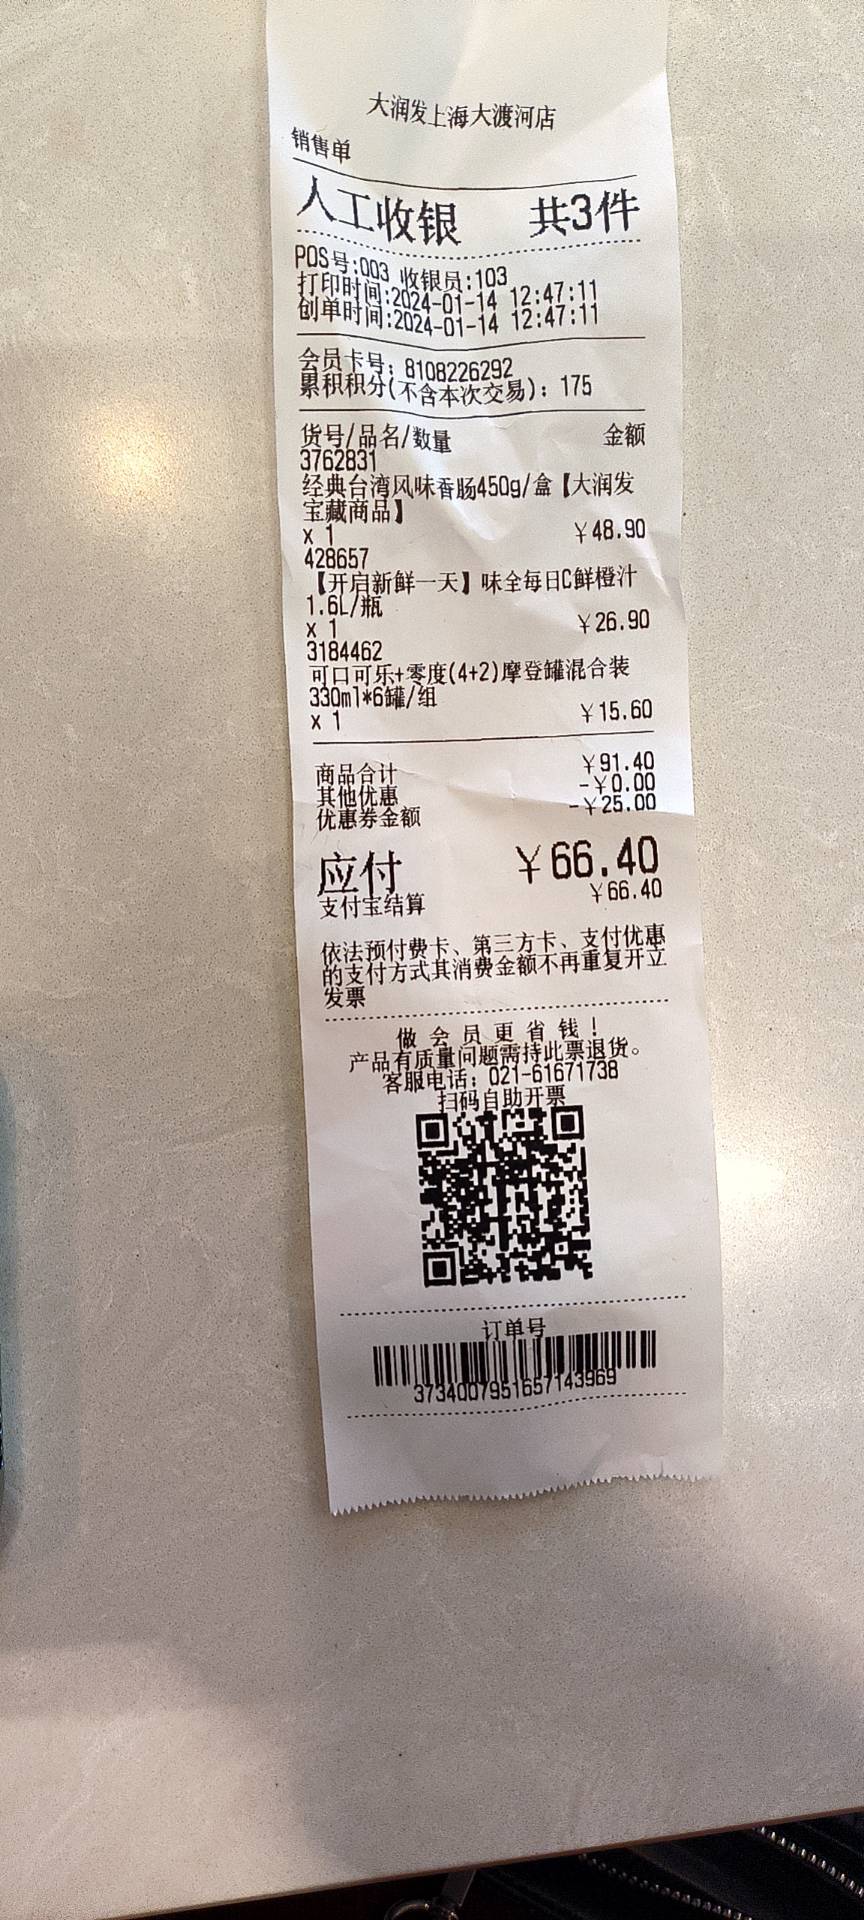 大润发上海大渡河店
销售单
人工收银 共3件
POS号:003 收银员:103
打印时间:2024-01-14 12:47:11
创单时间:2024-01-14 12:47:11
会员卡号: 8108226292
累积积分(不含本次交易): 175
货号/品名/数量 金额
3762831
经典台湾风味香肠450g/盒【大润发
宝藏商品】
x 1 ￥48.90
428657
【开启新鲜一天】味全每日C鲜橙汁
1.6L/瓶
x 1 ￥26.90
3184462
可口可乐+零度(4+2)摩登罐混合装
330ml*6罐/组
x 1 ￥15.60
商品合计 ￥91.40
其他优惠 -￥0.00
优惠券金额 -￥25.00
应付 ￥66.40
支付宝结算 ￥66.40
依法预付费卡、第三方卡、支付优惠
的支付方式其消费金额不再重复开立
发票
做 会 员 更 省 钱 !
产品有质量问题需持此票退货。
客服电话: 021-61671738
扫码自助开票
订单号
3734007951657143969